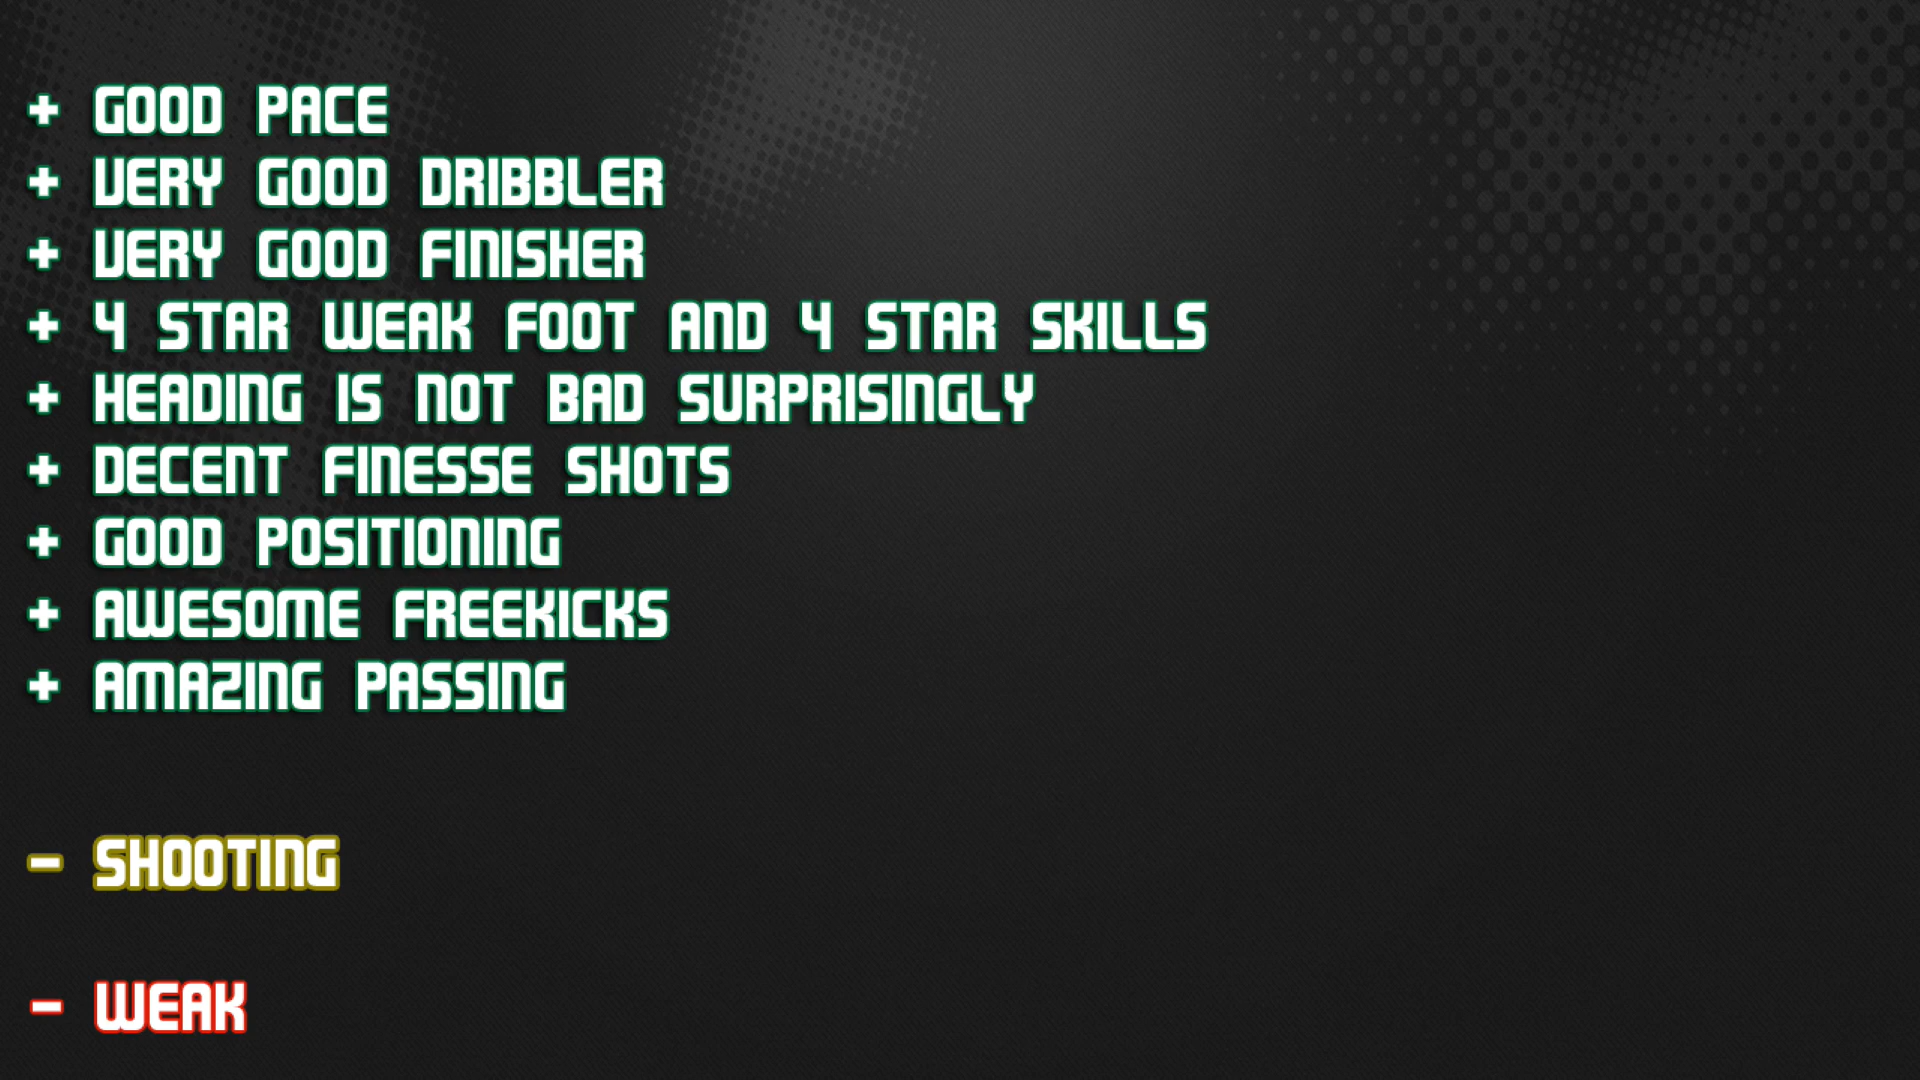 + GOOD PACE
+ VERY GOOD DRIBBLER
+ VERY GOOD FINISHER
+ 4 STAR WEAK FOOT AND 4 STAR SKILLS
+ HEADING IS NOT BAD SURPRISINGLY
+ DECENT FINESSE SHOTS
+ GOOD POSITIONING
+ AWESOME FREEKICKS
+ AMAZING PASSING
- SHOOTING
- WEAK